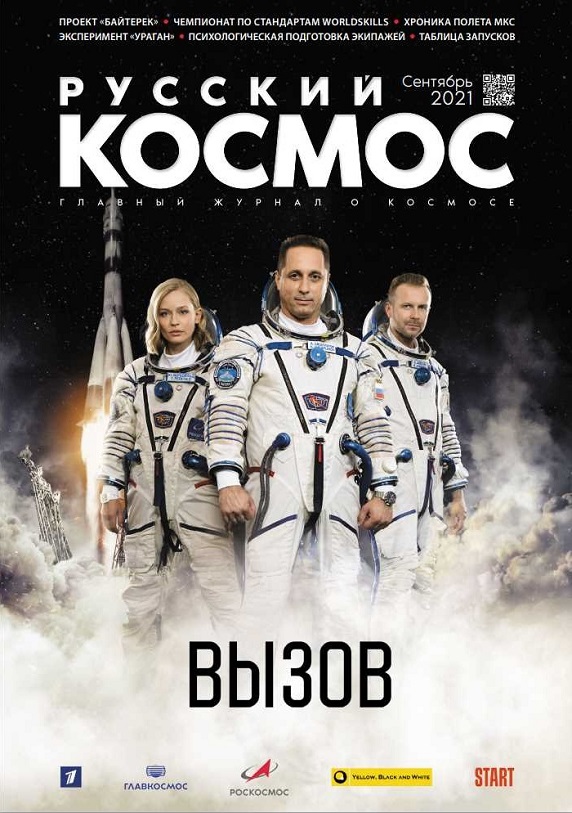 ПРОЕКТ «БАЙТЕРЕК» • ЧЕМПИОНАТ ПО СТАНДАРТАМ WORLDSKILLS • ХРОНИКА ПОЛЕТА МКС
ЭКСПЕРИМЕНТ «УРАГАН» • ПСИХОЛОГИЧЕСКАЯ ПОДГОТОВКА ЭКИПАЖЕЙ • ТАБЛИЦА ЗАПУСКОВ
РУССКИЙ
Сентябрь
2021
КОСМОС
ГЛАВНЫЙ ЖУРНАЛ О КОСМОСЕ
ВЫЗОВ
1
ГЛАВКОСМОС
РОСКОСМОС
YELLOW, BLACK AND WHITE
START